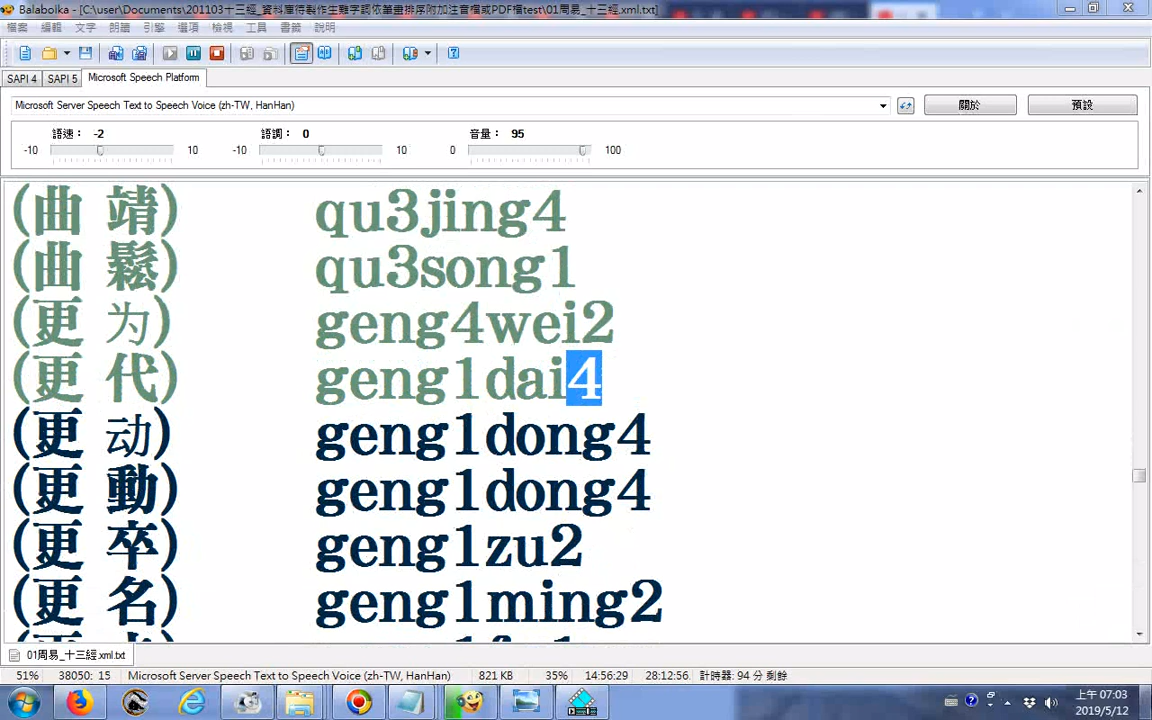 Balabolka - [C:\user\Documents\201103十三經_資料庫待製作生難字詞依筆畫排序附加注音檔或PDF檔test\01周易_十三經.xml.txt]
檔案 編輯 文字 朗讀 引擎 選項 檢視 工具 書籤 說明
SAPI 4 SAPI 5 Microsoft Speech Platform
Microsoft Server Speech Text to Speech Voice (zh-TW, HanHan) 關於 預設
語速： -2 語調： 0 音量： 95
-10 10 -10 10 0 100
(曲 靖) qu3jing4
(曲 鬆) qu3song1
(更 为) geng4wei2
(更 代) geng1dai4
(更 动) geng1dong4
(更 動) geng1dong4
(更 卒) geng1zu2
(更 名) geng1ming2
01周易_十三經.xml.txt
51% 38050: 15 Microsoft Server Speech Text to Speech Voice (zh-TW, HanHan) 821 KB 35% 14:56:29 28:12:56 計時器: 94 分 剩餘
上午 07:03
2019/5/12